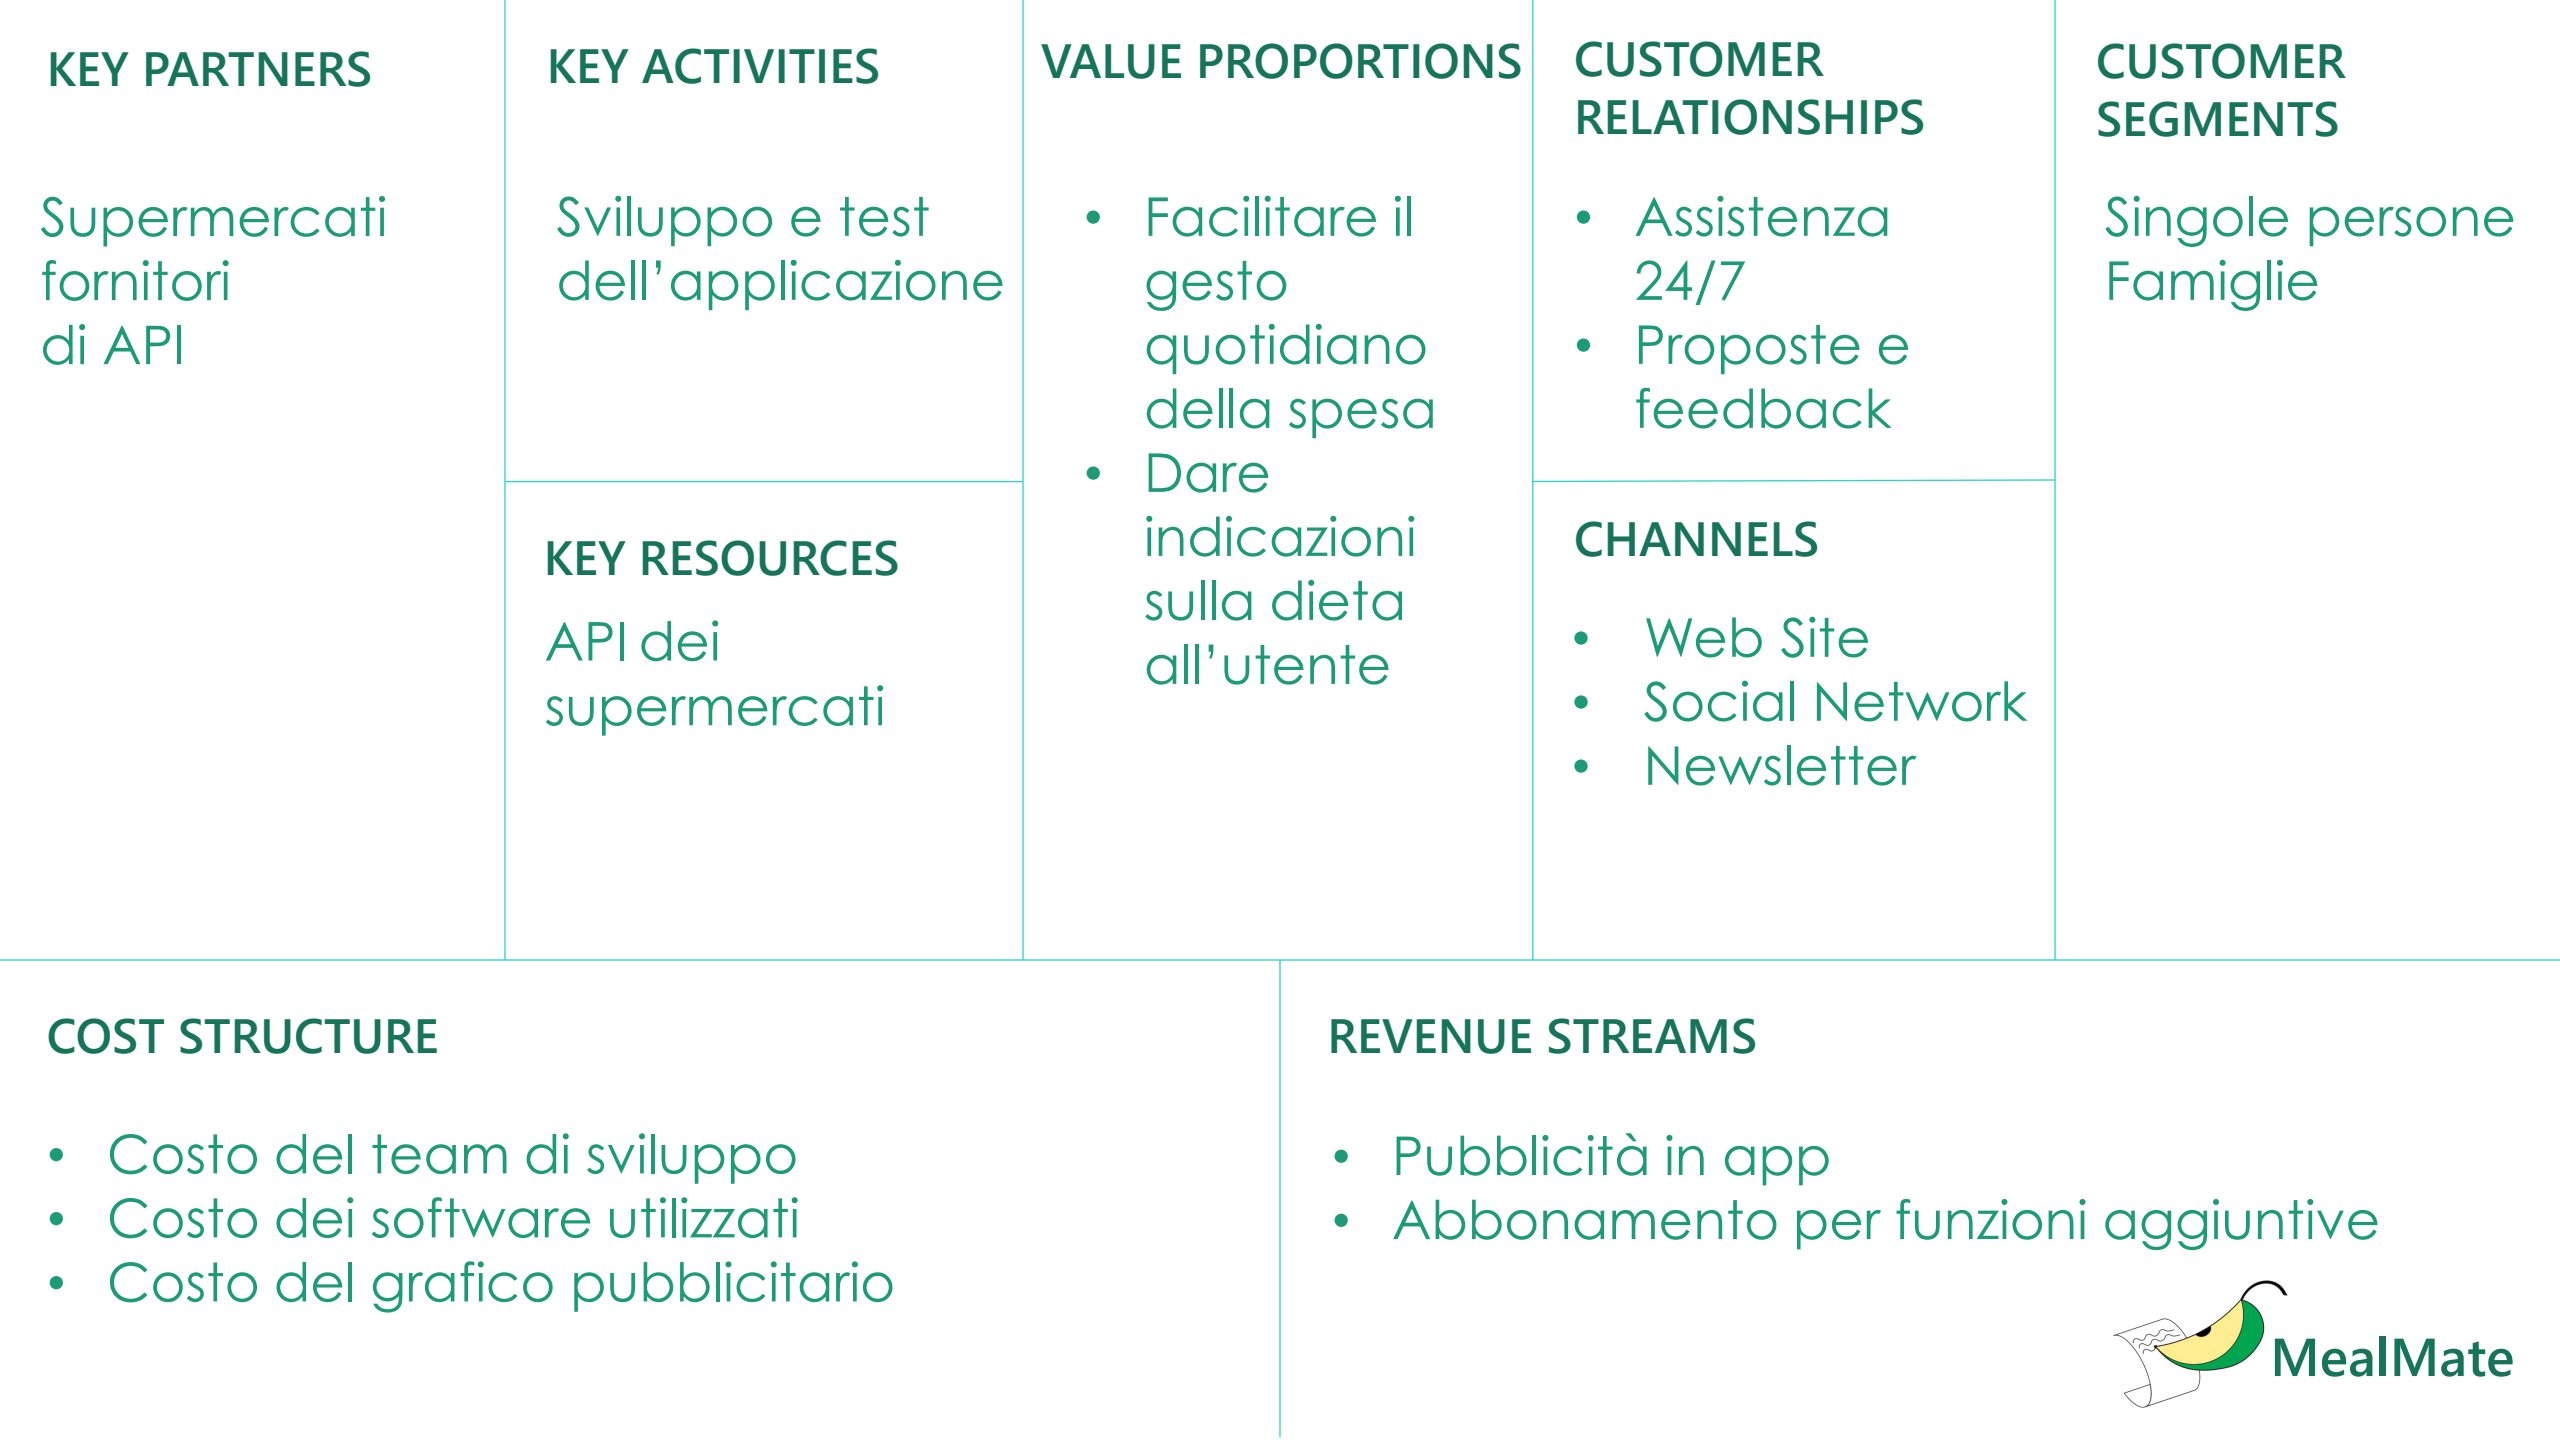 KEY PARTNERS
Supermercati
fornitori
di API
KEY ACTIVITIES
Sviluppo e test
dell’applicazione
KEY RESOURCES
API dei
supermercati
VALUE PROPORTIONS
• Facilitare il
gesto
quotidiano
della spesa
• Dare
indicazioni
sulla dieta
all’utente
CUSTOMER
RELATIONSHIPS
• Assistenza
24/7
• Proposte e
feedback
CHANNELS
• Web Site
• Social Network
• Newsletter
CUSTOMER
SEGMENTS
Singole persone
Famiglie
COST STRUCTURE
• Costo del team di sviluppo
• Costo dei software utilizzati
• Costo del grafico pubblicitario
REVENUE STREAMS
• Pubblicità in app
• Abbonamento per funzioni aggiuntive
MealMate